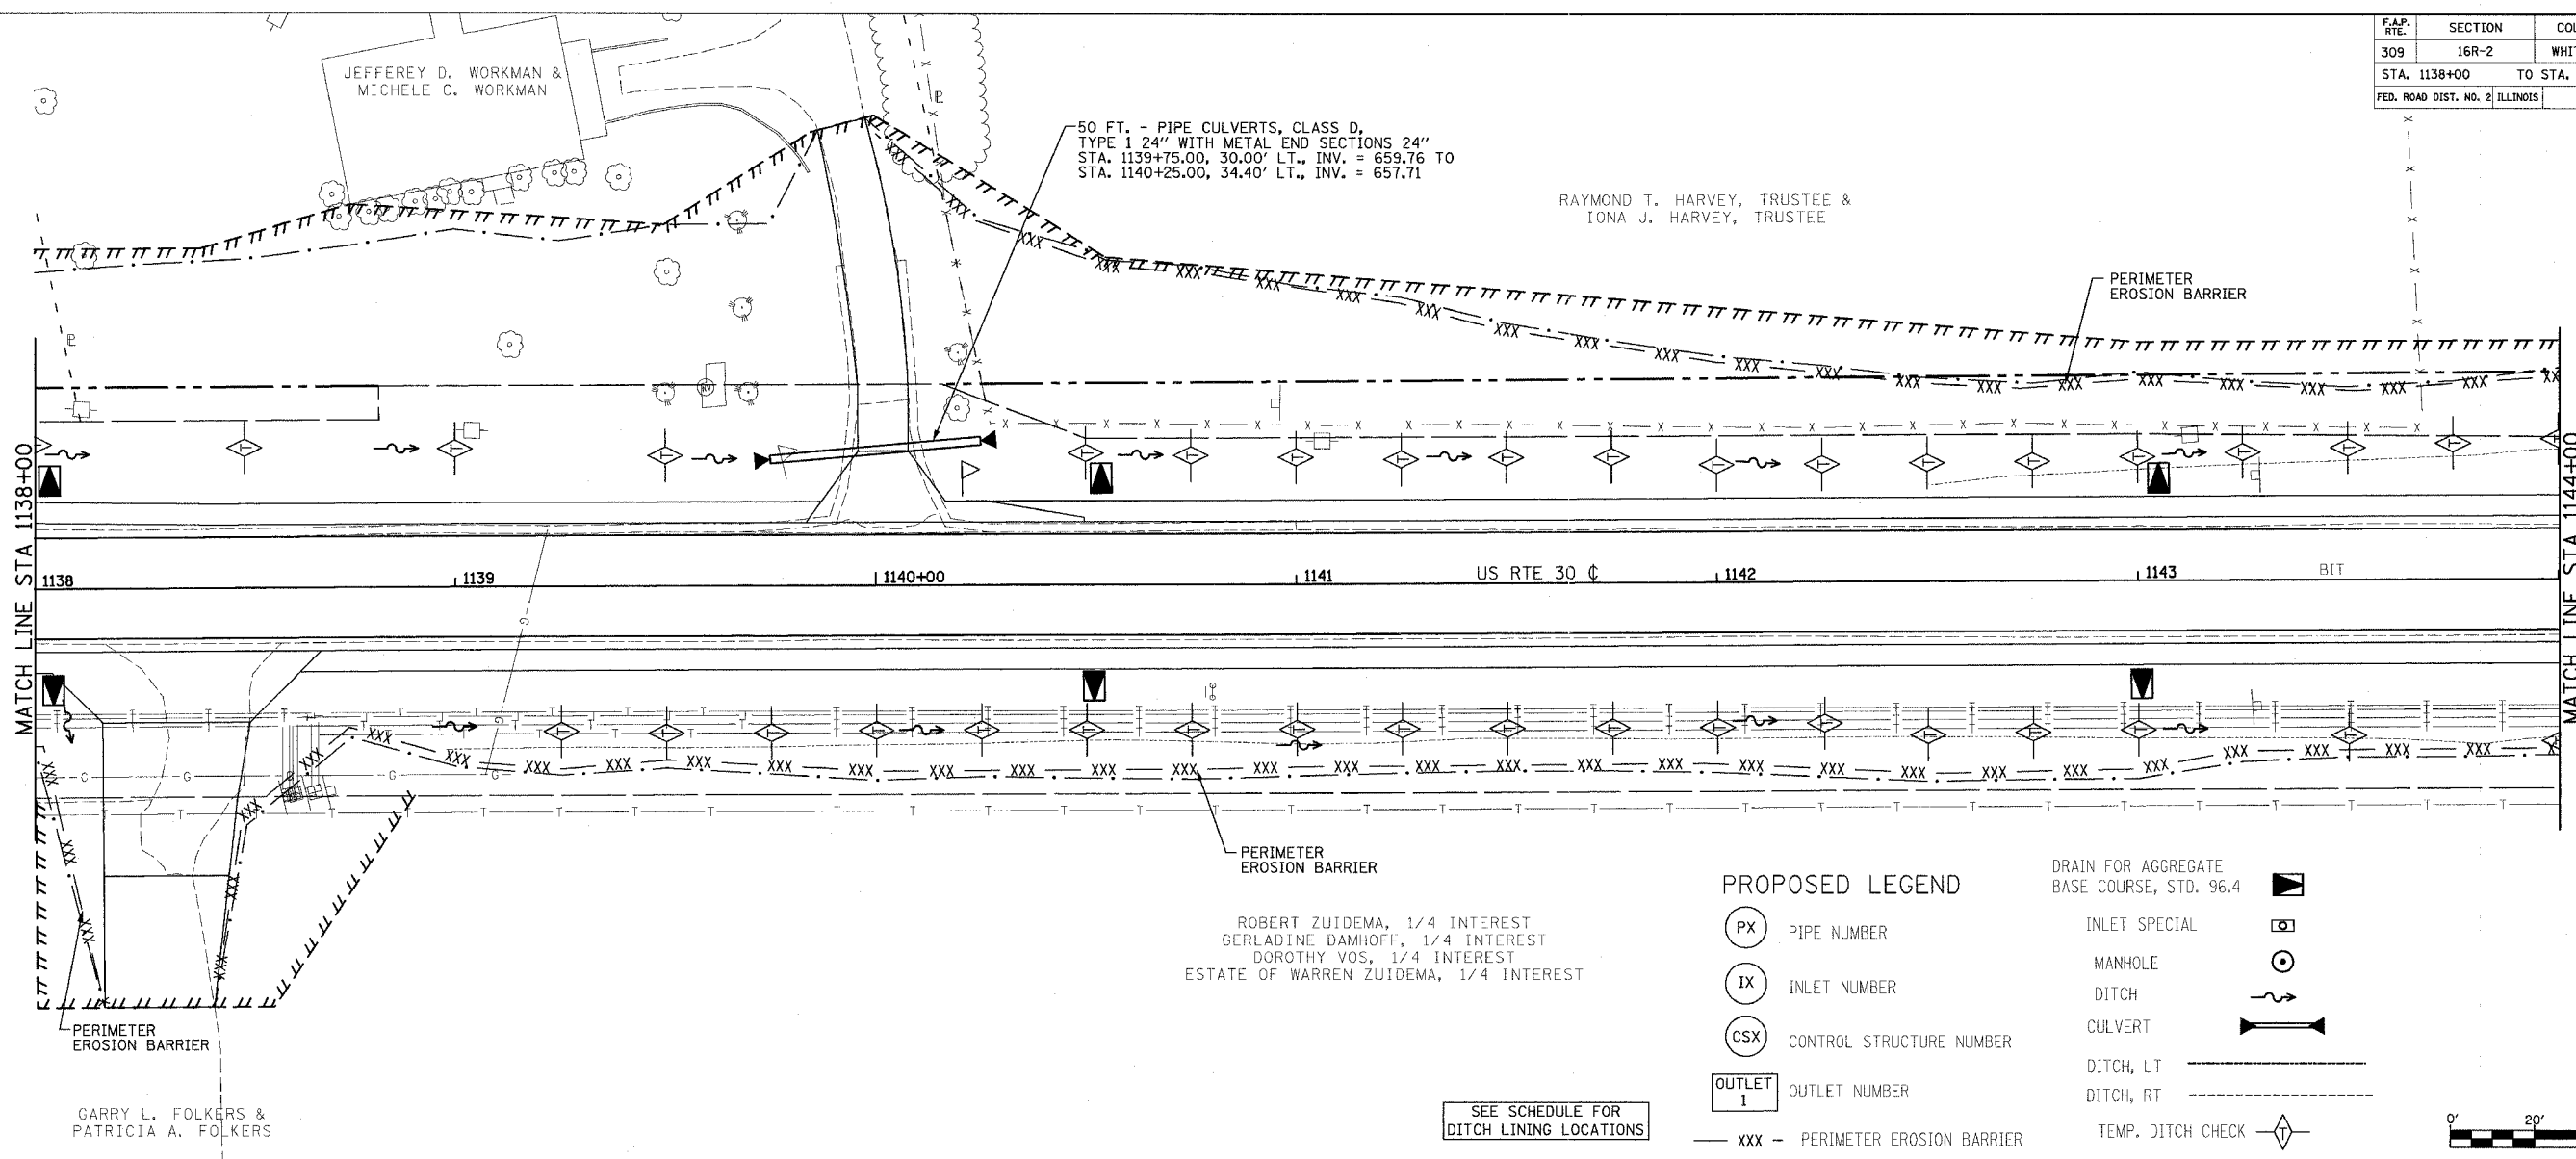 F.A.P. RTE. SECTION
309 16R-2
STA. 1138+00 TO STA.
FED. ROAD DIST. NO. 2 ILLINOIS
JEFFEREY D. WORKMAN &
MICHELE C. WORKMAN
50 FT. - PIPE CULVERTS, CLASS D,
TYPE 1 24" WITH METAL END SECTIONS 24"
STA. 1139+75.00, 30.00' LT., INV. = 659.76 TO
STA. 1140+25.00, 34.40' LT., INV. = 657.71
RAYMOND T. HARVEY, TRUSTEE &
IONA J. HARVEY, TRUSTEE
PERIMETER
EROSION BARRIER
MATCH LINE STA 1138+00
MATCH LINE STA 1144+00
1138 1139 1140+00 1141 US RTE 30 ℄ 1142 1143 BIT
PERIMETER
EROSION BARRIER
PERIMETER
EROSION BARRIER
ROBERT ZUIDEMA, 1/4 INTEREST
GERLADINE DAMHOFF, 1/4 INTEREST
DOROTHY VOS, 1/4 INTEREST
ESTATE OF WARREN ZUIDEMA, 1/4 INTEREST
GARRY L. FOLKERS &
PATRICIA A. FOLKERS
SEE SCHEDULE FOR
DITCH LINING LOCATIONS
PROPOSED LEGEND
PX PIPE NUMBER
IX INLET NUMBER
CSX CONTROL STRUCTURE NUMBER
OUTLET 1 OUTLET NUMBER
XXX PERIMETER EROSION BARRIER
DRAIN FOR AGGREGATE
BASE COURSE, STD. 96.4
INLET SPECIAL
MANHOLE
DITCH
CULVERT
DITCH, LT
DITCH, RT
TEMP. DITCH CHECK T
0' 20'